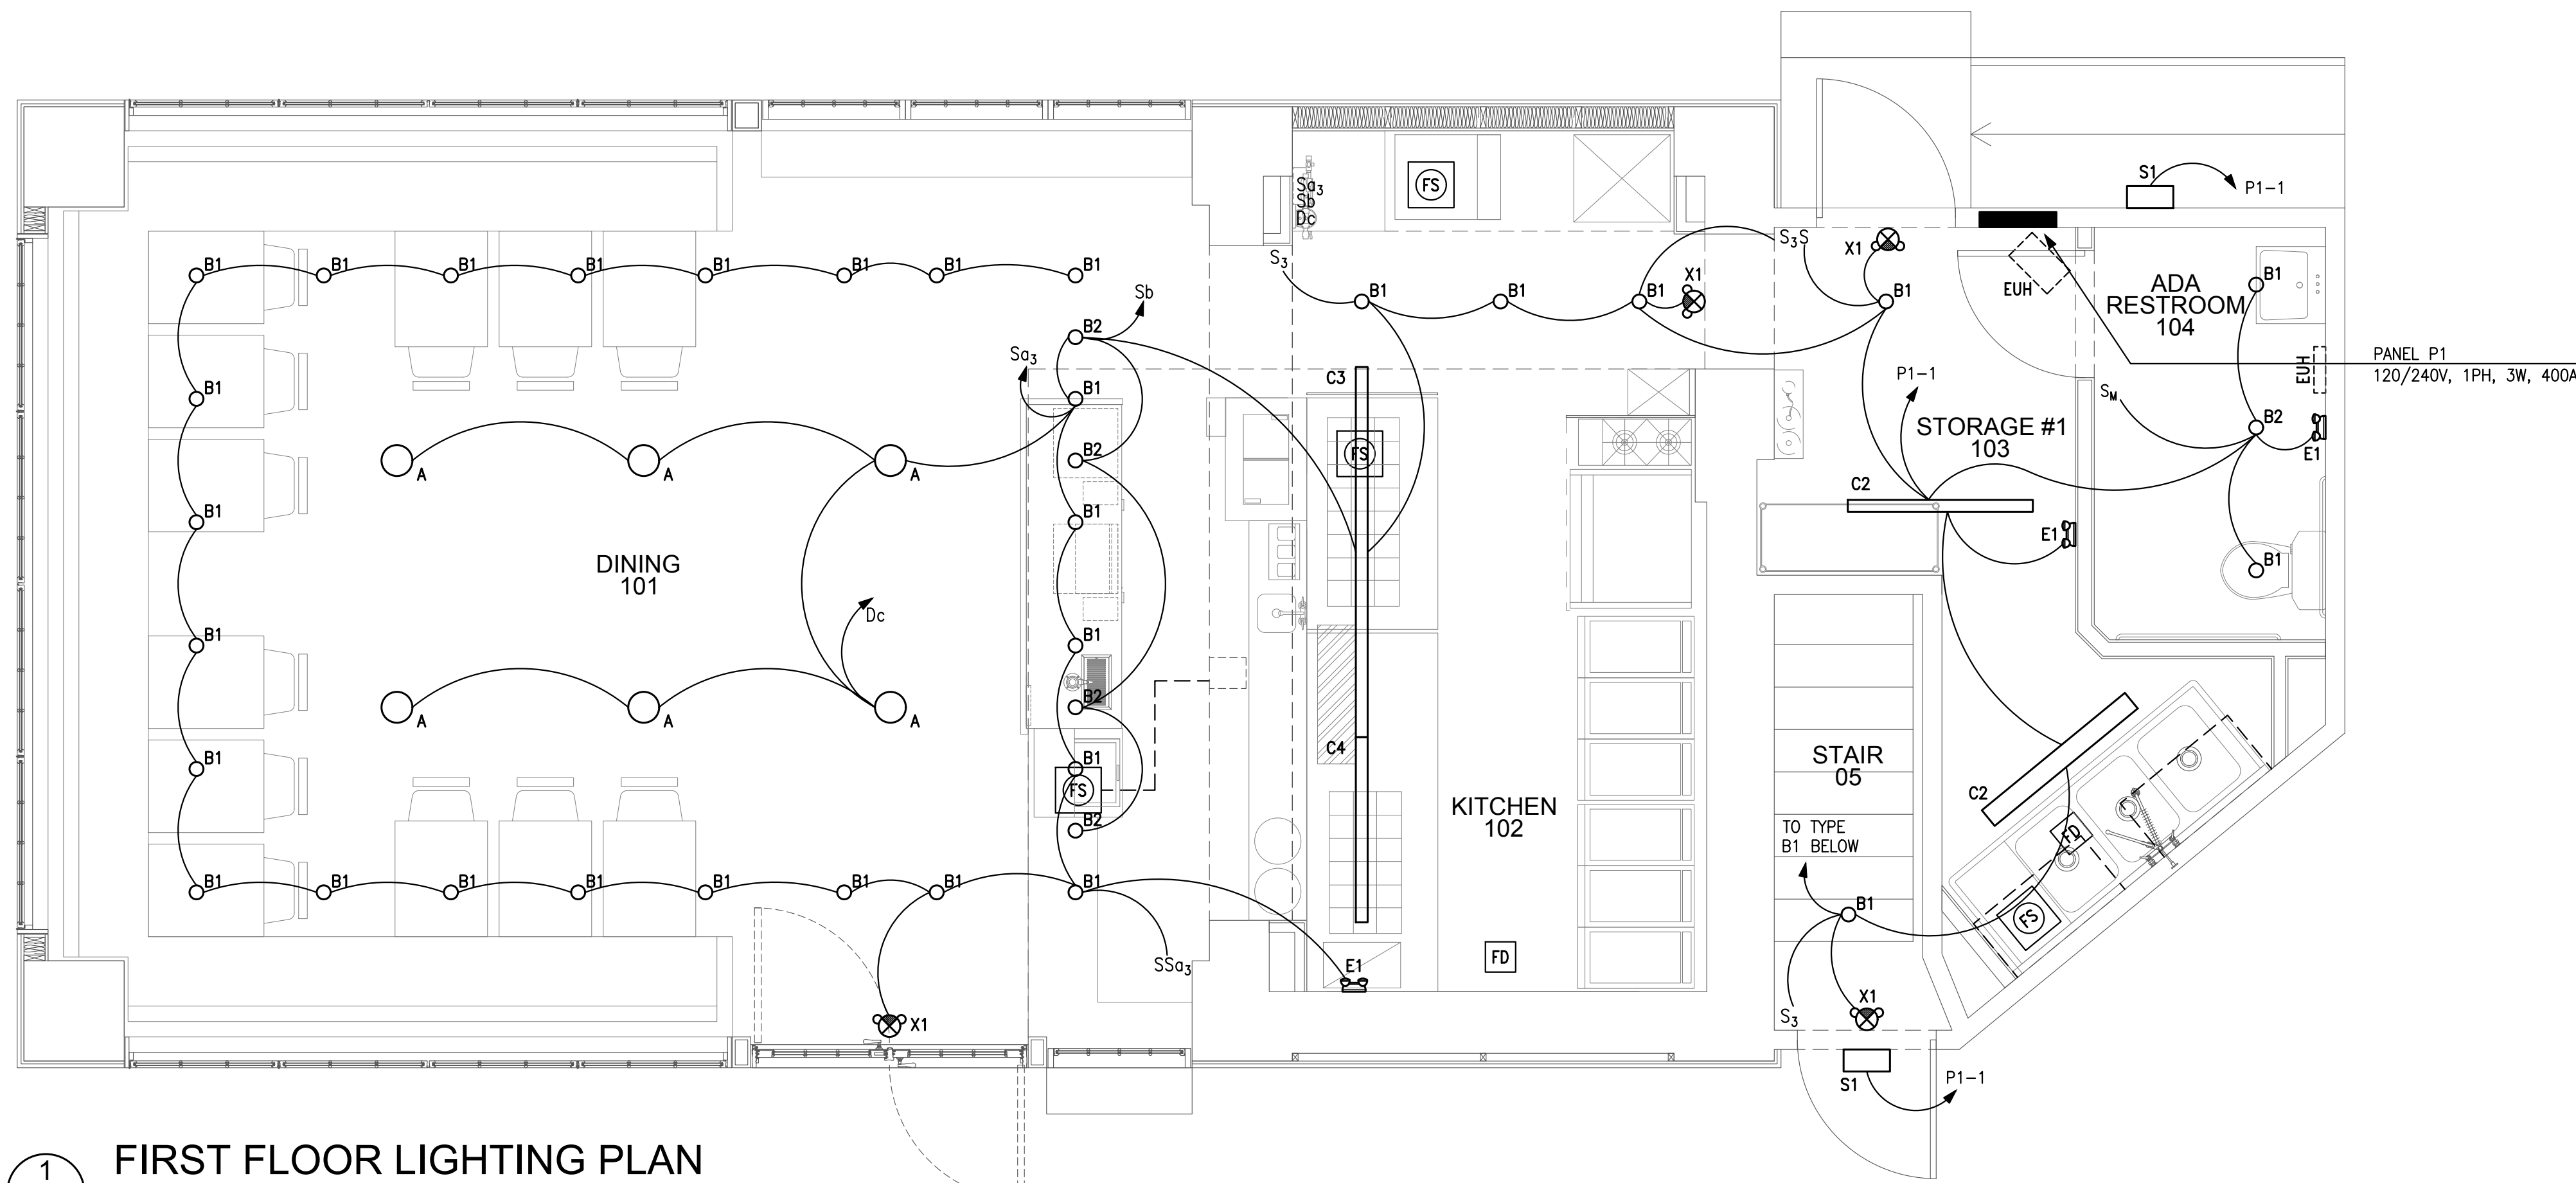 S1
P1-1
FS
Sa3
Sb
Dc
S3
S3S
X1
X1
B1
B1
B1
B1
B1
B1
B1
B1
B1
B1
B1
B1
B1
EUH
ADA
RESTROOM
104
B1
Sb
B2
Sa3
C3
P1-1
PANEL P1
120/240V, 1PH, 3W, 400A
EUH
B1
B1
SM
A
A
A
B2
FS
STORAGE #1
103
B2
E1
C2
B1
B1
E1
B1
DINING
101
Dc
B1
B1
A
A
A
B2
C4
STAIR
05
B1
B1
FS
KITCHEN
102
C2
B2
TO TYPE
B1 BELOW
FD
B1
B1
B1
B1
B1
B1
B1
B1
B1
FS
SSa3
E1
FD
X1
S3
X1
S1
P1-1
1
FIRST FLOOR LIGHTING PLAN